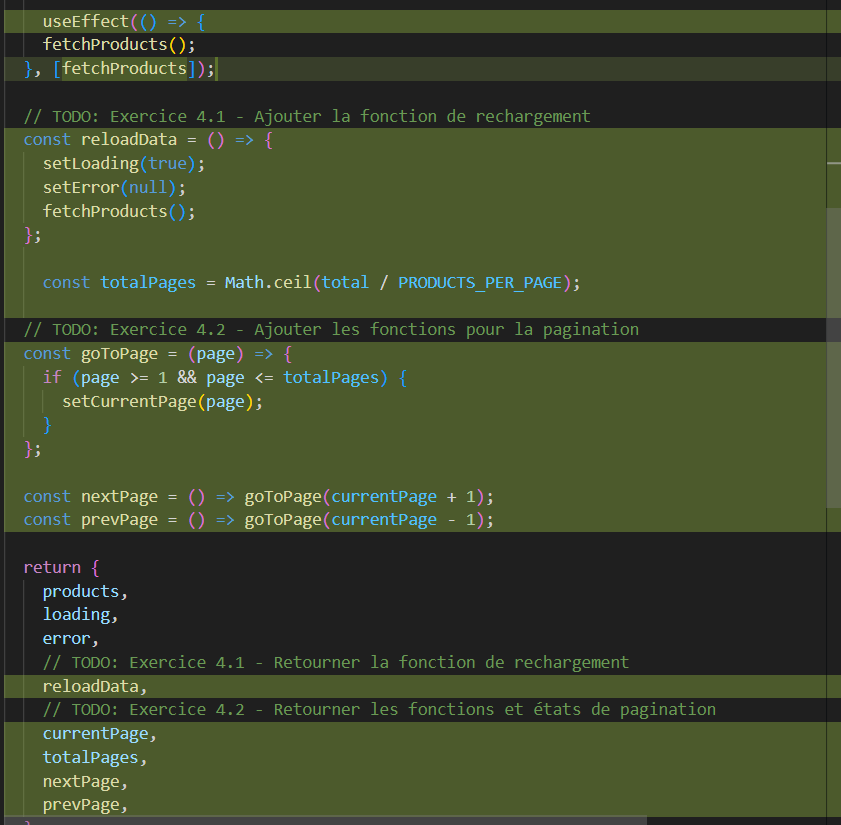 useEffect(() => {
fetchProducts();
}, [fetchProducts]);
// TODO: Exercice 4.1 - Ajouter la fonction de rechargement
const reloadData = () => {
setLoading(true);
setError(null);
fetchProducts();
};
const totalPages = Math.ceil(total / PRODUCTS_PER_PAGE);
// TODO: Exercice 4.2 - Ajouter les fonctions pour la pagination
const goToPage = (page) => {
if (page >= 1 && page <= totalPages) {
setCurrentPage(page);
}
};
const nextPage = () => goToPage(currentPage + 1);
const prevPage = () => goToPage(currentPage - 1);
return {
products,
loading,
error,
// TODO: Exercice 4.1 - Retourner la fonction de rechargement
reloadData,
// TODO: Exercice 4.2 - Retourner les fonctions et états de pagination
currentPage,
totalPages,
nextPage,
prevPage,